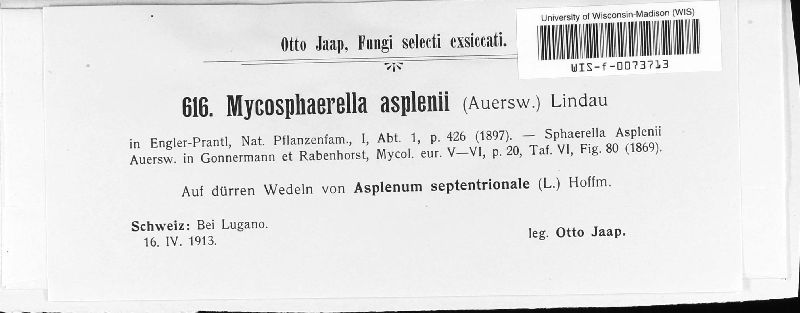 University of Wisconsin-Madison (WIS)
WIS-f-0073713
Otto Jaap, Fungi selecti exsiccati.
616. Mycosphaerella asplenii (Auersw.) Lindau
in Engler-Prantl, Nat. Pflanzenfam., I, Abt. 1, p. 426 (1897). — Sphaerella Asplenii
Auersw. in Gonnermann et Rabenhorst, Mycol. eur. V—VI, p. 20, Taf. VI, Fig. 80 (1869).
Auf dürren Wedeln von Asplenum septentrionale (L.) Hoffm.
Schweiz: Bei Lugano.
16. IV. 1913.
leg. Otto Jaap.